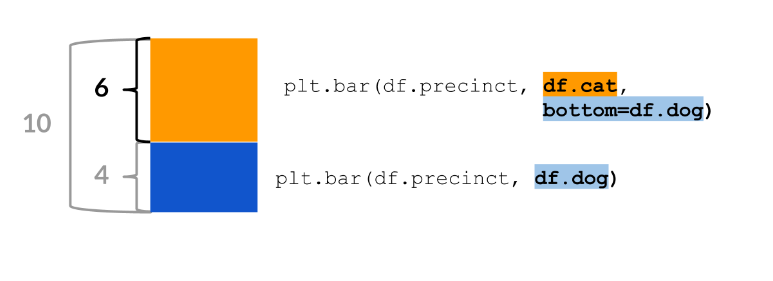 6
plt.bar(df.precinct, df.cat,
bottom=df.dog)
10
4
plt.bar(df.precinct, df.dog)